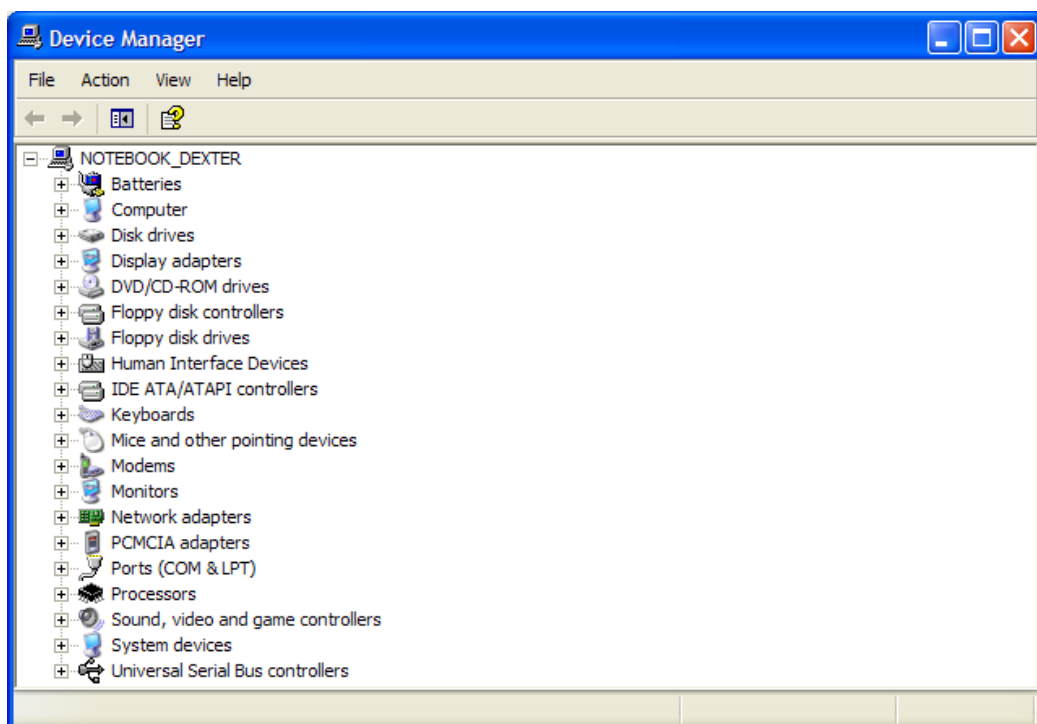 Device Manager
File Action View Help
NOTEBOOK_DEXTER
Batteries
Computer
Disk drives
Display adapters
DVD/CD-ROM drives
Floppy disk controllers
Floppy disk drives
Human Interface Devices
IDE ATA/ATAPI controllers
Keyboards
Mice and other pointing devices
Modems
Monitors
Network adapters
PCMCIA adapters
Ports (COM & LPT)
Processors
Sound, video and game controllers
System devices
Universal Serial Bus controllers